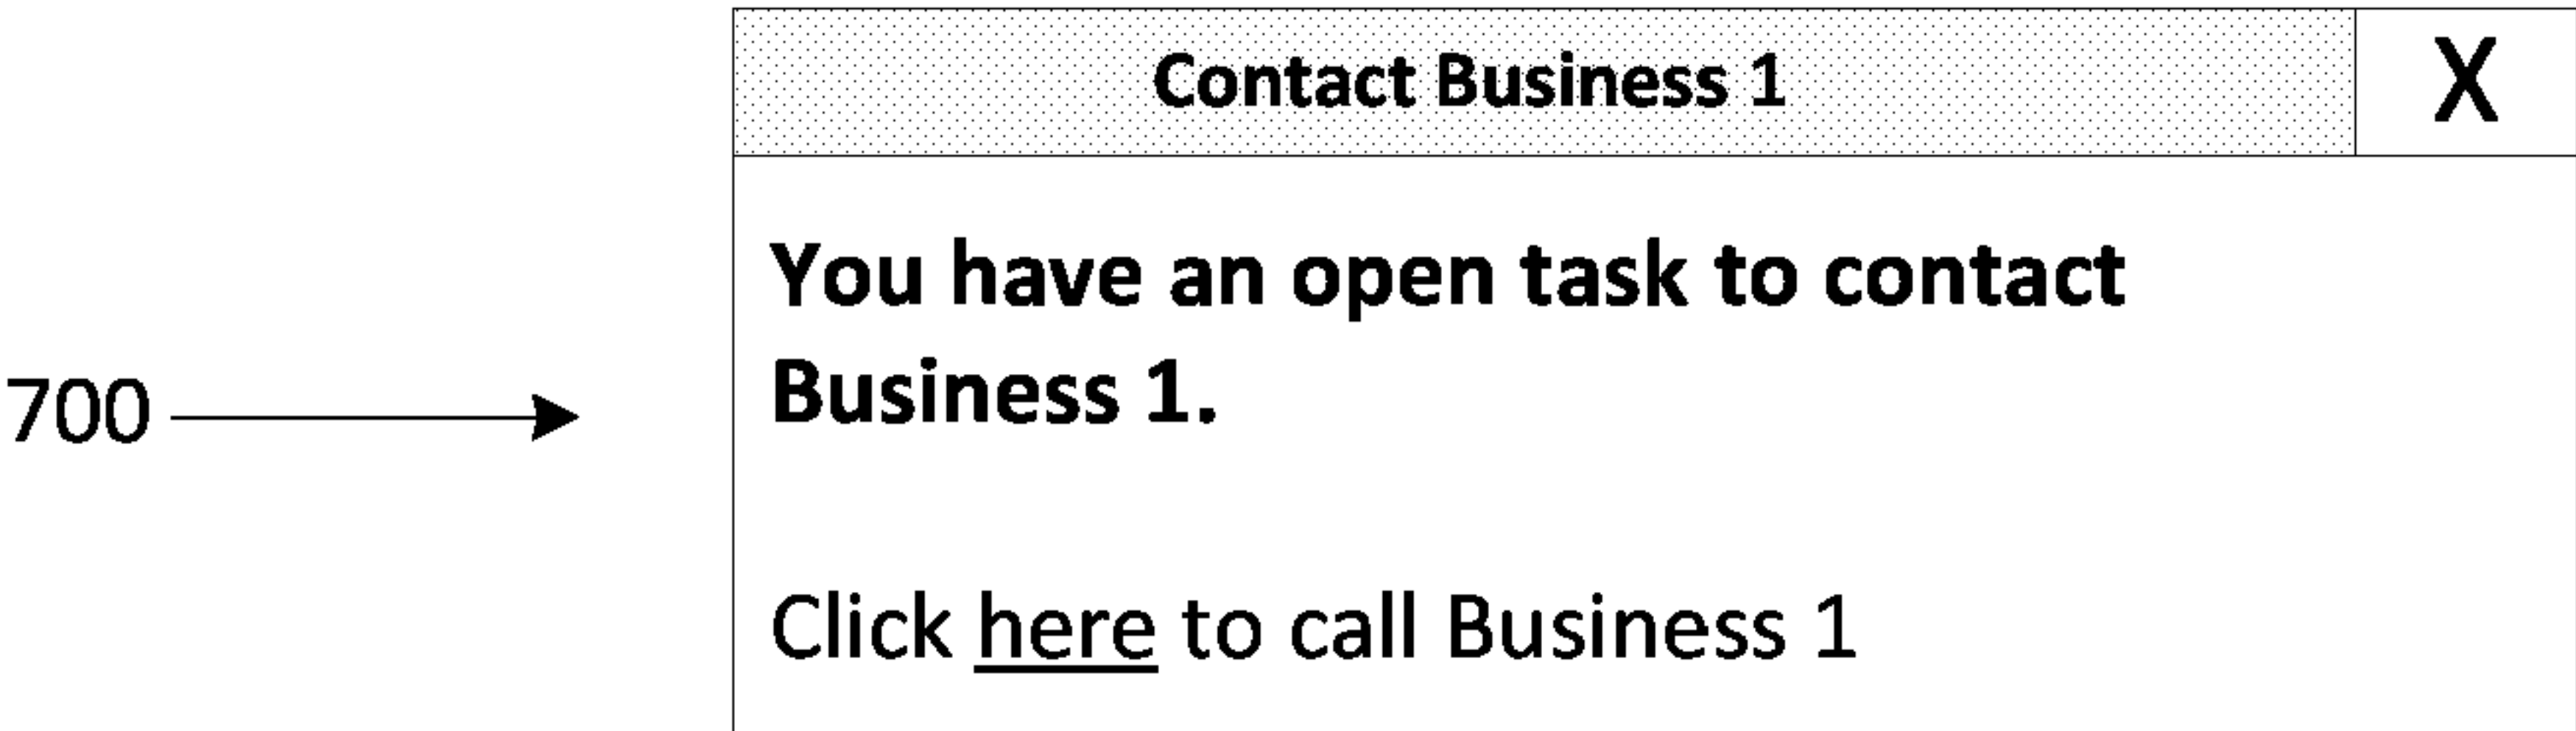 Contact Business 1
X
You have an open task to contact
Business 1.
700
Click here to call Business 1